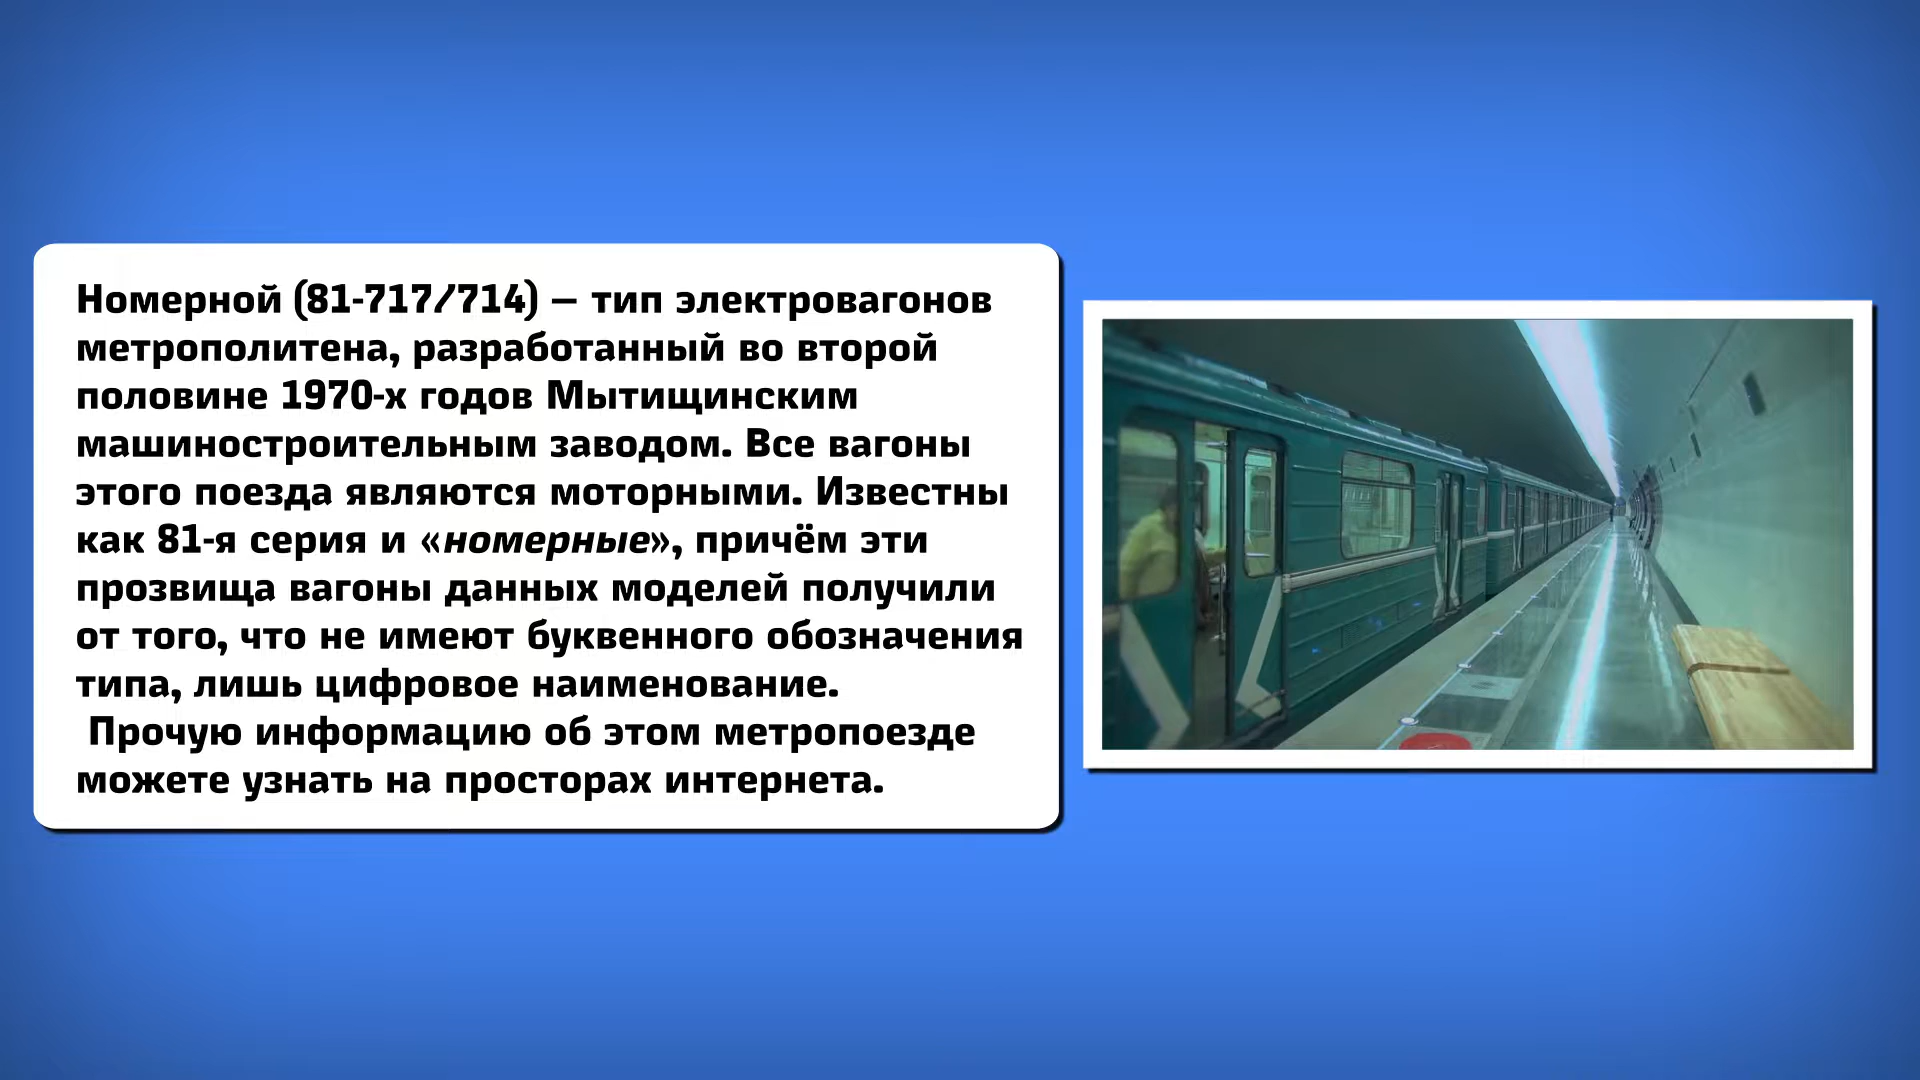 Номерной (81-717/714) — тип электровагонов
метрополитена, разработанный во второй
половине 1970-х годов Мытищинским
машиностроительным заводом. Все вагоны
этого поезда являются моторными. Известны
как 81-я серия и «номерные», причём эти
прозвища вагоны данных моделей получили
от того, что не имеют буквенного обозначения
типа, лишь цифровое наименование.
Прочую информацию об этом метропоезде
можете узнать на просторах интернета.